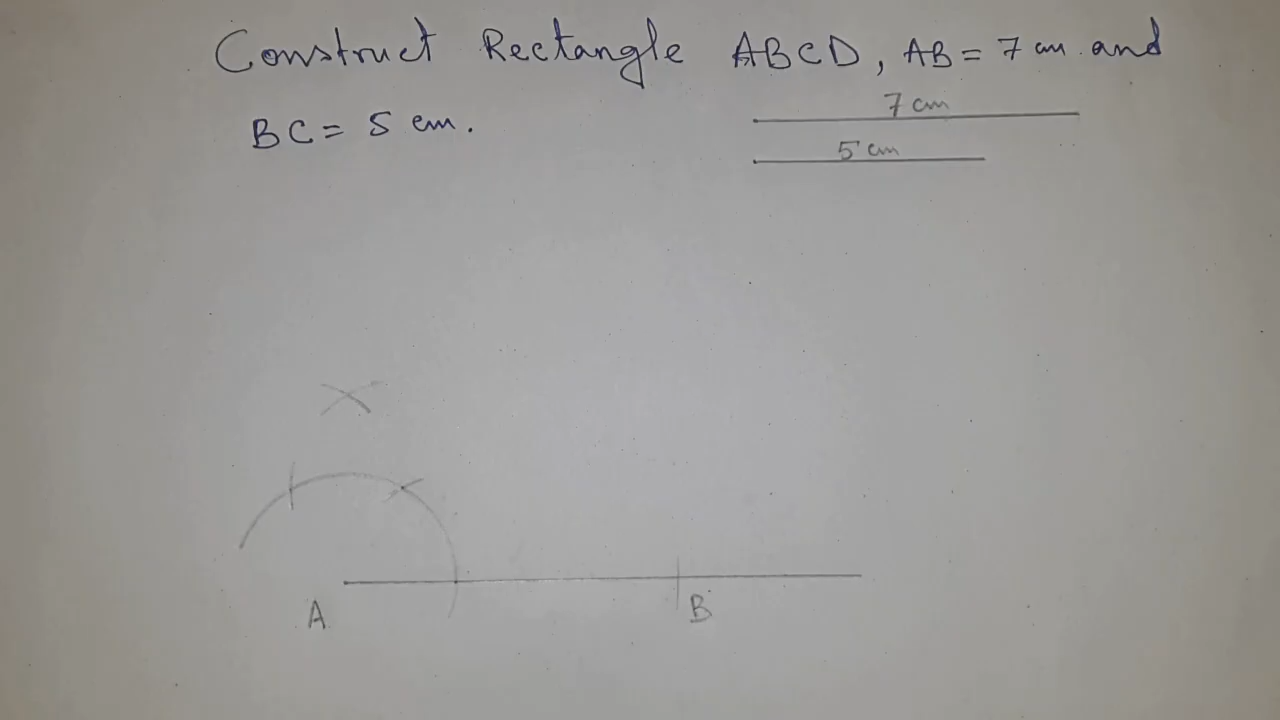 Construct Rectangle ABCD, AB = 7 cm and
BC = 5 cm.
7 cm
5 cm
A
B